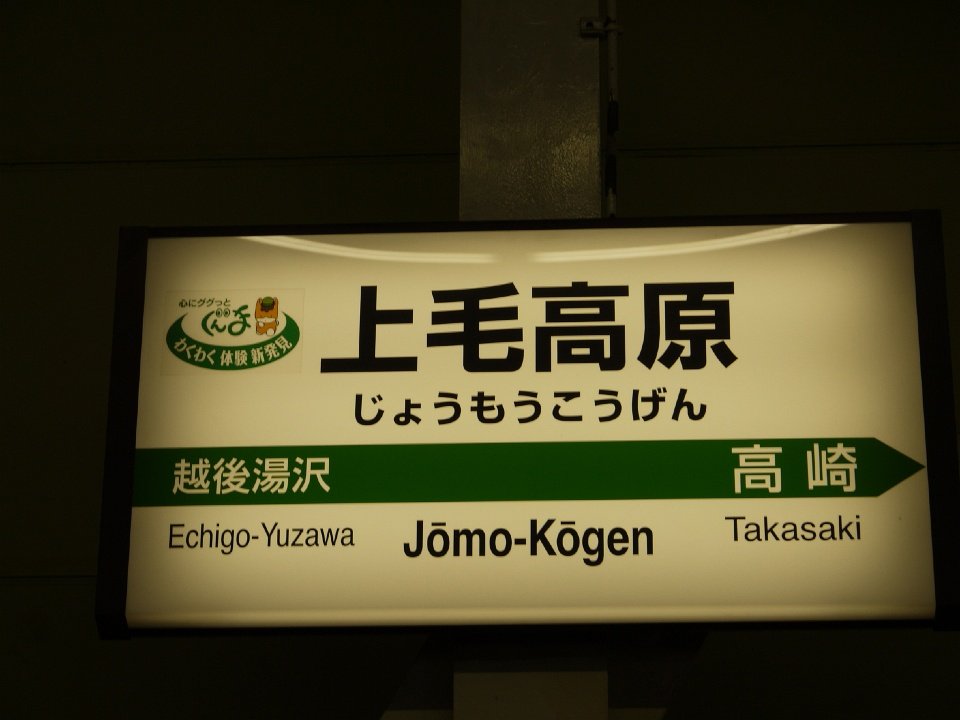 心にググっと
ぐんま
わくわく 体験 新発見
上毛高原
じょうもうこうげん
越後湯沢 高崎
Echigo-Yuzawa Jōmo-Kōgen Takasaki